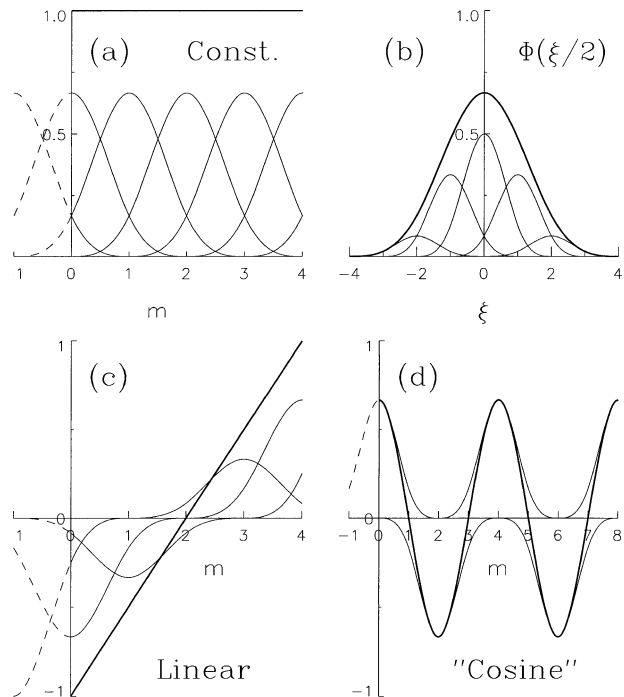 1.0
(a) Const.
0.5
1 0 1 2 3 4
m
1.0
(b) Φ(ξ/2)
0.5
−4 −2 0 2 4
ξ
1
(c)
0
1 0 1 2 3 4
m
Linear
−1
1
(d)
0
−1 0 1 2 3 4 5 6 7 8
m
"Cosine"
−1